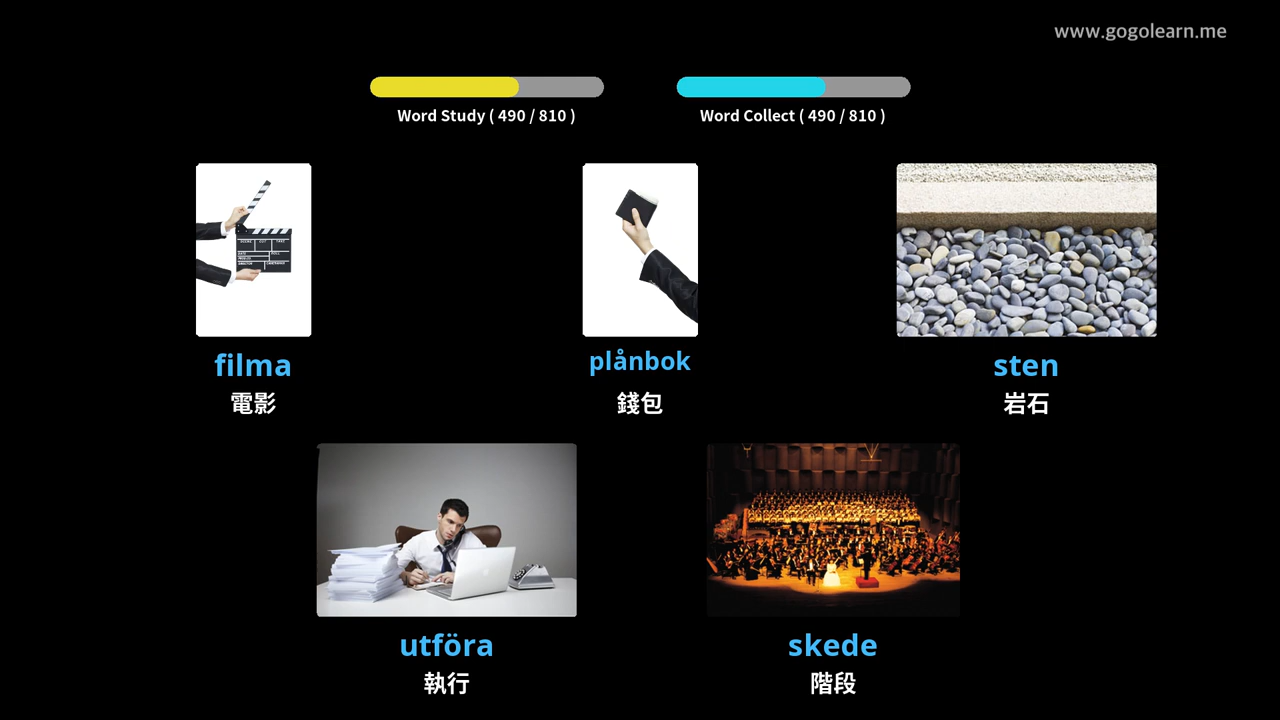 www.gogolearn.me
Word Study ( 490 / 810 )
Word Collect ( 490 / 810 )
filma
電影
plånbok
錢包
sten
岩石
utföra
執行
skede
階段